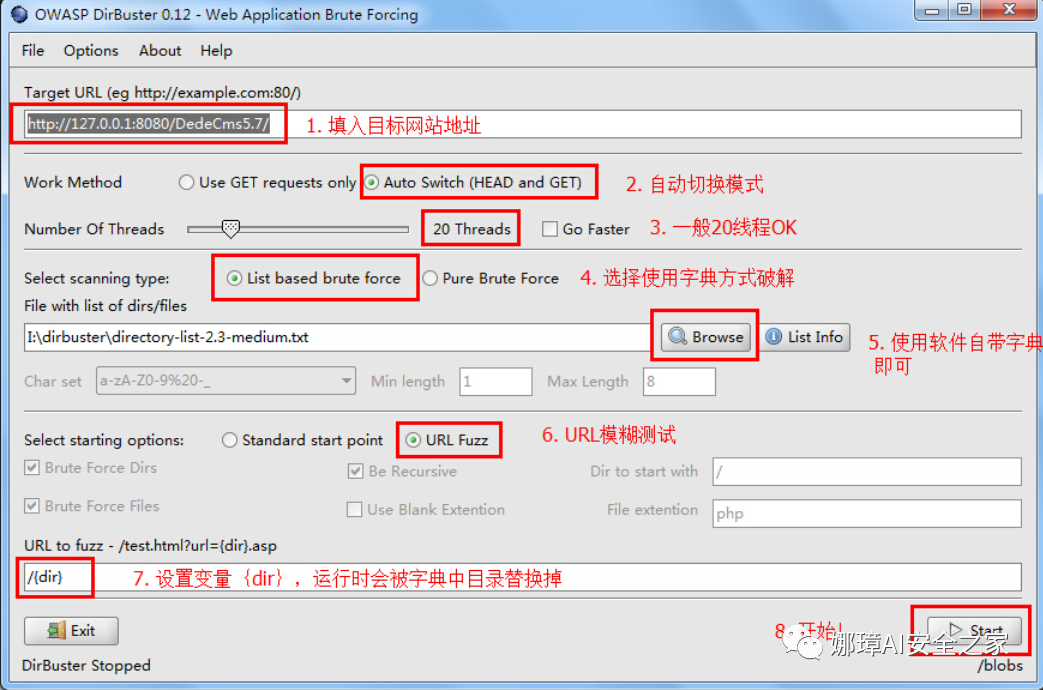 OWASP DirBuster 0.12 - Web Application Brute Forcing
File Options About Help
Target URL (eg http://example.com:80/)
http://127.0.0.1:8080/DedeCms5.7/ 1. 填入目标网站地址
Work Method Use GET requests only Auto Switch (HEAD and GET) 2. 自动切换模式
Number Of Threads 20 Threads Go Faster 3. 一般20线程OK
Select scanning type: List based brute force Pure Brute Force 4. 选择使用字典方式破解
File with list of dirs/files
I:\dirbuster\directory-list-2.3-medium.txt Browse List Info 5. 使用软件自带字典
即可
Char set a-zA-Z0-9%20-_ Min length 1 Max Length 8
Select starting options: Standard start point URL Fuzz 6. URL模糊测试
Brute Force Dirs Be Recursive Dir to start with /
Brute Force Files Use Blank Extention File extention php
URL to fuzz - /test.html?url={dir}.asp
/{dir} 7. 设置变量{dir}，运行时会被字典中目录替换掉
Exit 8. 开始! Start
娜璋AI安全之家
DirBuster Stopped /blobs